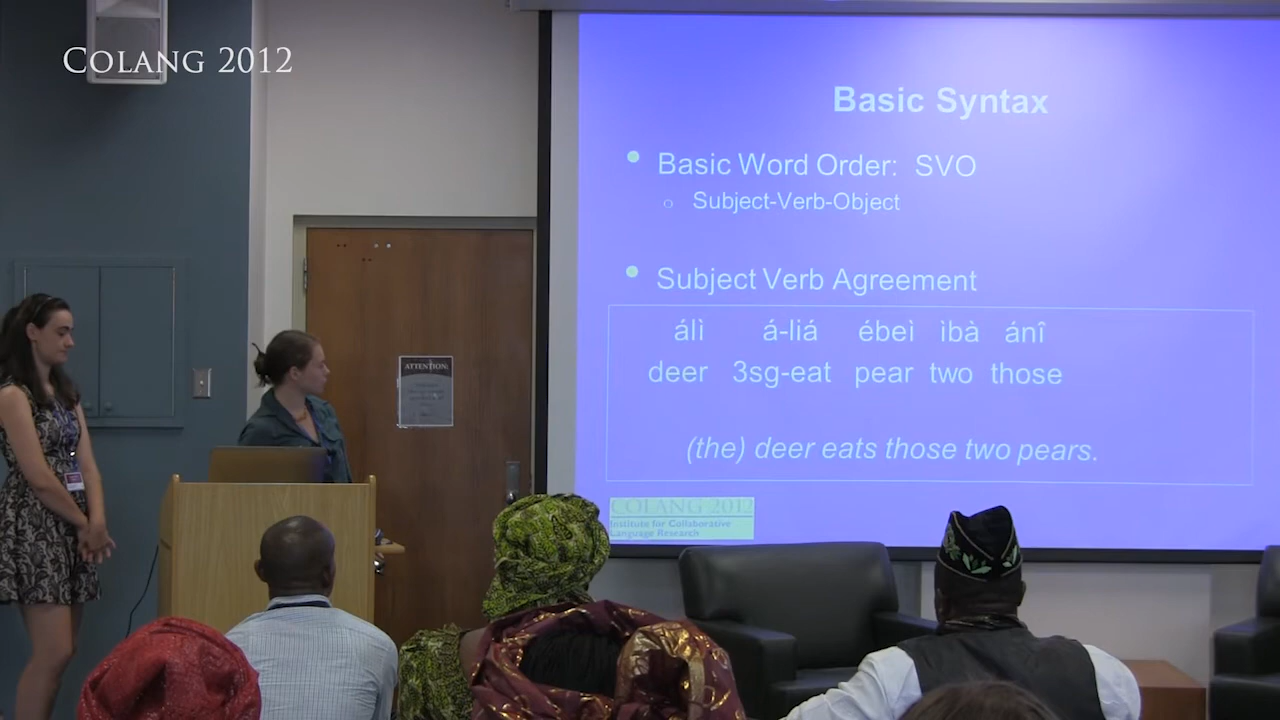 COLANG 2012
Basic Syntax
Basic Word Order: SVO
Subject-Verb-Object
Subject Verb Agreement
álì á-liá ébeì ìbà ánî
deer 3sg-eat pear two those
(the) deer eats those two pears.
COLANG 2012
Institute for Collaborative
Language Research
ATTENTION: